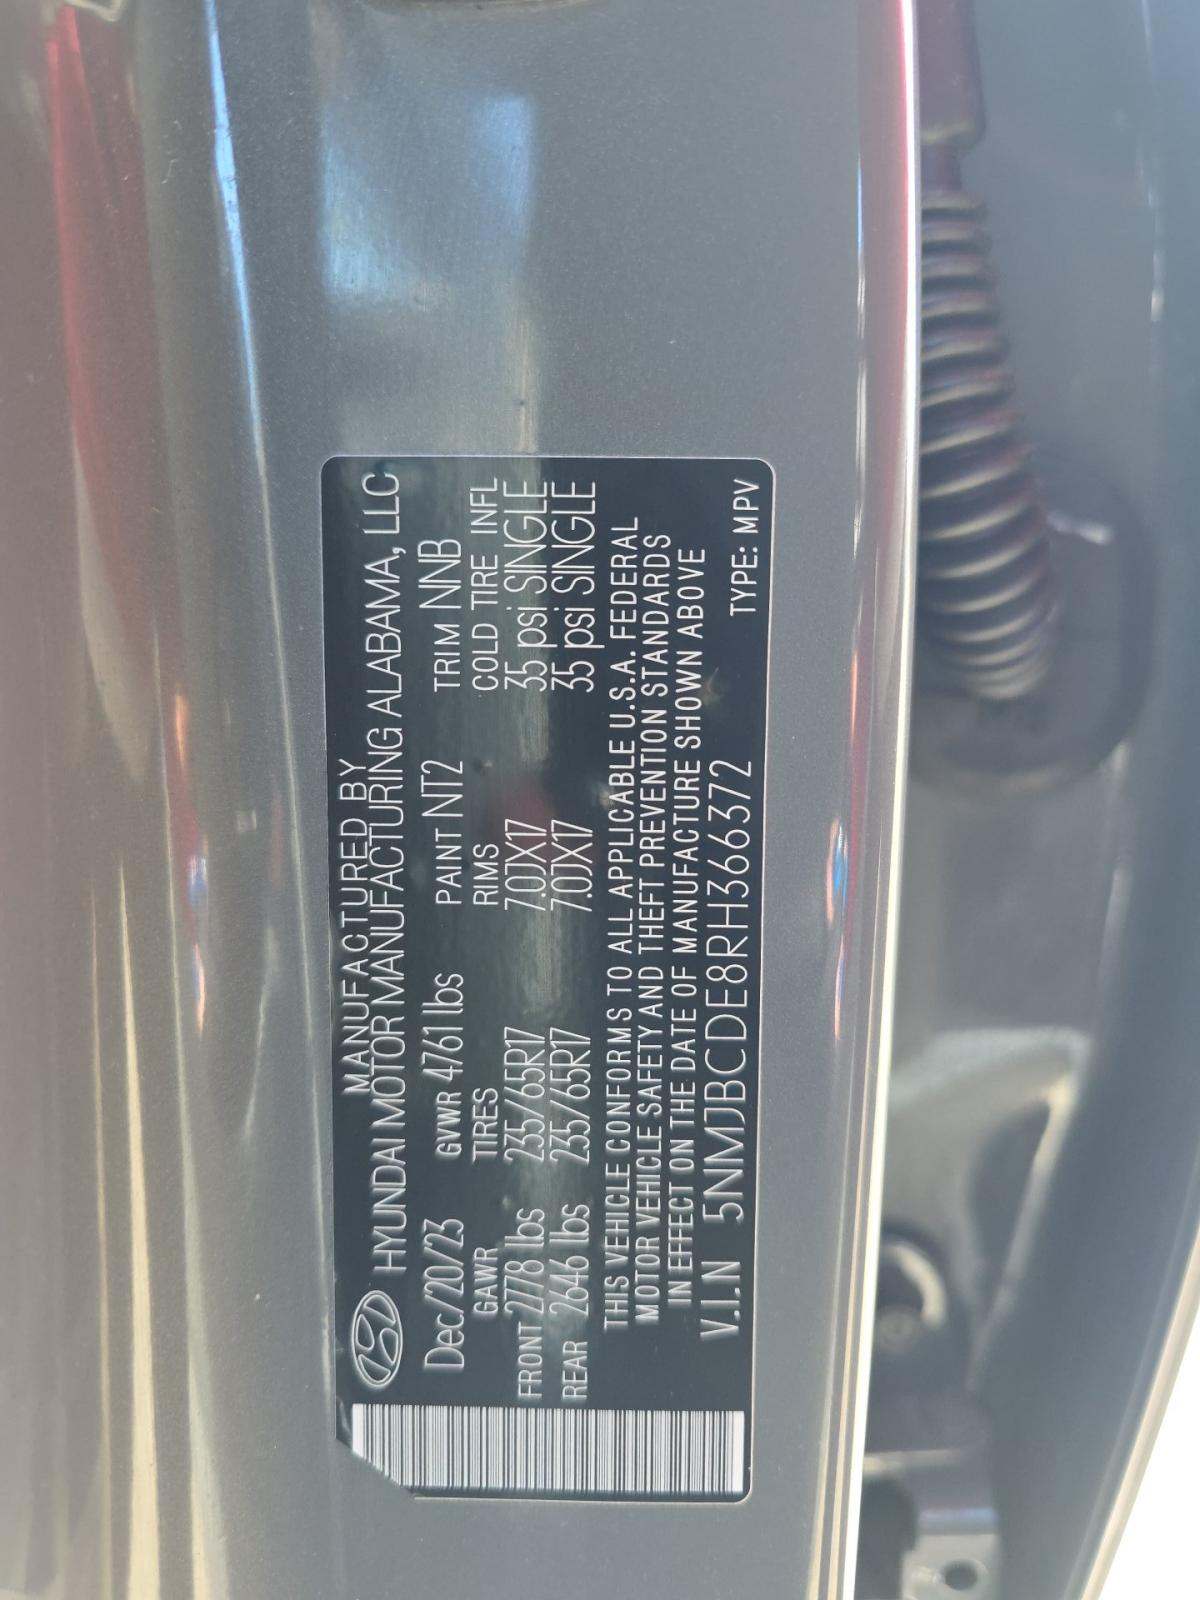 MANUFACTURED BY
HYUNDAI MOTOR MANUFACTURING ALABAMA, LLC
Dec/20/23 GVWR 4761 lbs PAINT NT2 TRIM NNB
GAWR TIRES RIMS COLD TIRE INFL
FRONT 2778 lbs 235/65R17 7.0JX17 35 psi SINGLE
REAR 2646 lbs 235/65R17 7.0JX17 35 psi SINGLE
THIS VEHICLE CONFORMS TO ALL APPLICABLE U.S.A. FEDERAL
MOTOR VEHICLE SAFETY AND THEFT PREVENTION STANDARDS
IN EFFECT ON THE DATE OF MANUFACTURE SHOWN ABOVE
V.I.N 5NMJBCDE8RH366372 TYPE: MPV